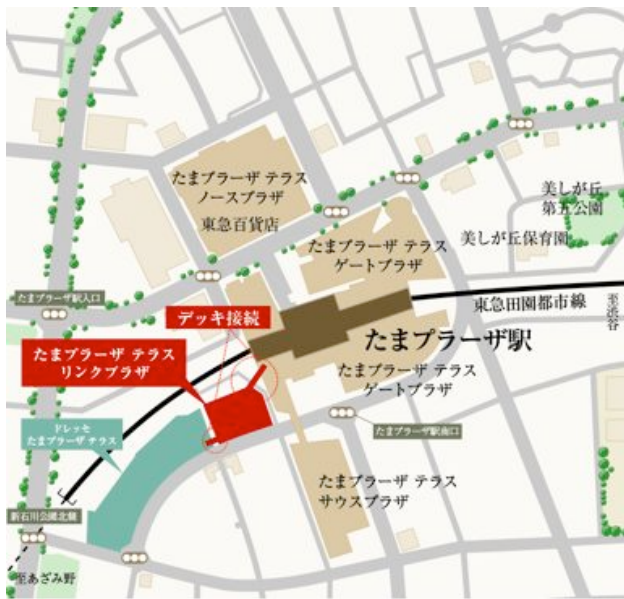 たまプラーザ テラス
ノースプラザ
東急百貨店
美しが丘
第五公園
美しが丘保育園
たまプラーザ テラス
ゲートプラザ
たまプラーザ駅入口
東急田園都市線
至渋谷
デッキ接続
たまプラーザ駅
たまプラーザ テラス
リンクプラザ
たまプラーザ テラス
ゲートプラザ
ドレッセ
たまプラーザ テラス
たまプラーザ駅南口
たまプラーザ テラス
サウスプラザ
新石川公園北側
至あざみ野